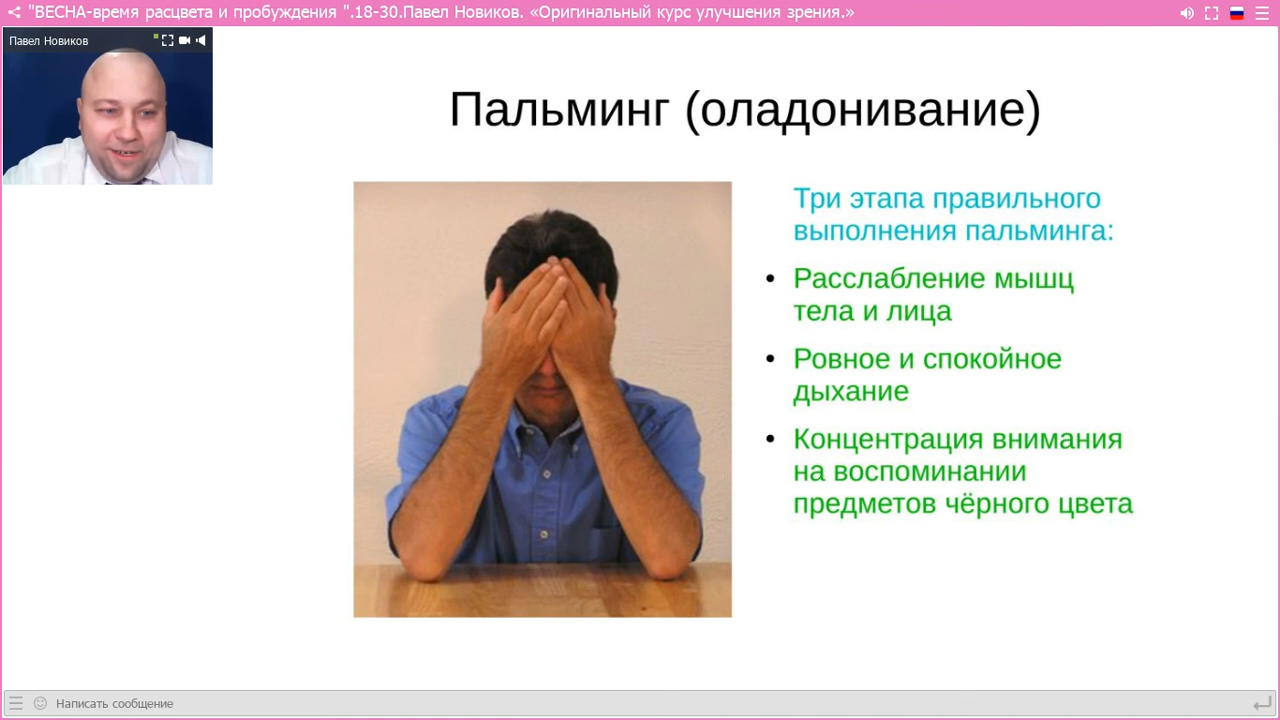 "ВЕСНА-время расцвета и пробуждения ".18-30.Павел Новиков. «Оригинальный курс улучшения зрения.»
Павел Новиков
Пальминг (оладонивание)
Три этапа правильного
выполнения пальминга:
• Расслабление мышц
тела и лица
• Ровное и спокойное
дыхание
• Концентрация внимания
на воспоминании
предметов чёрного цвета
Написать сообщение